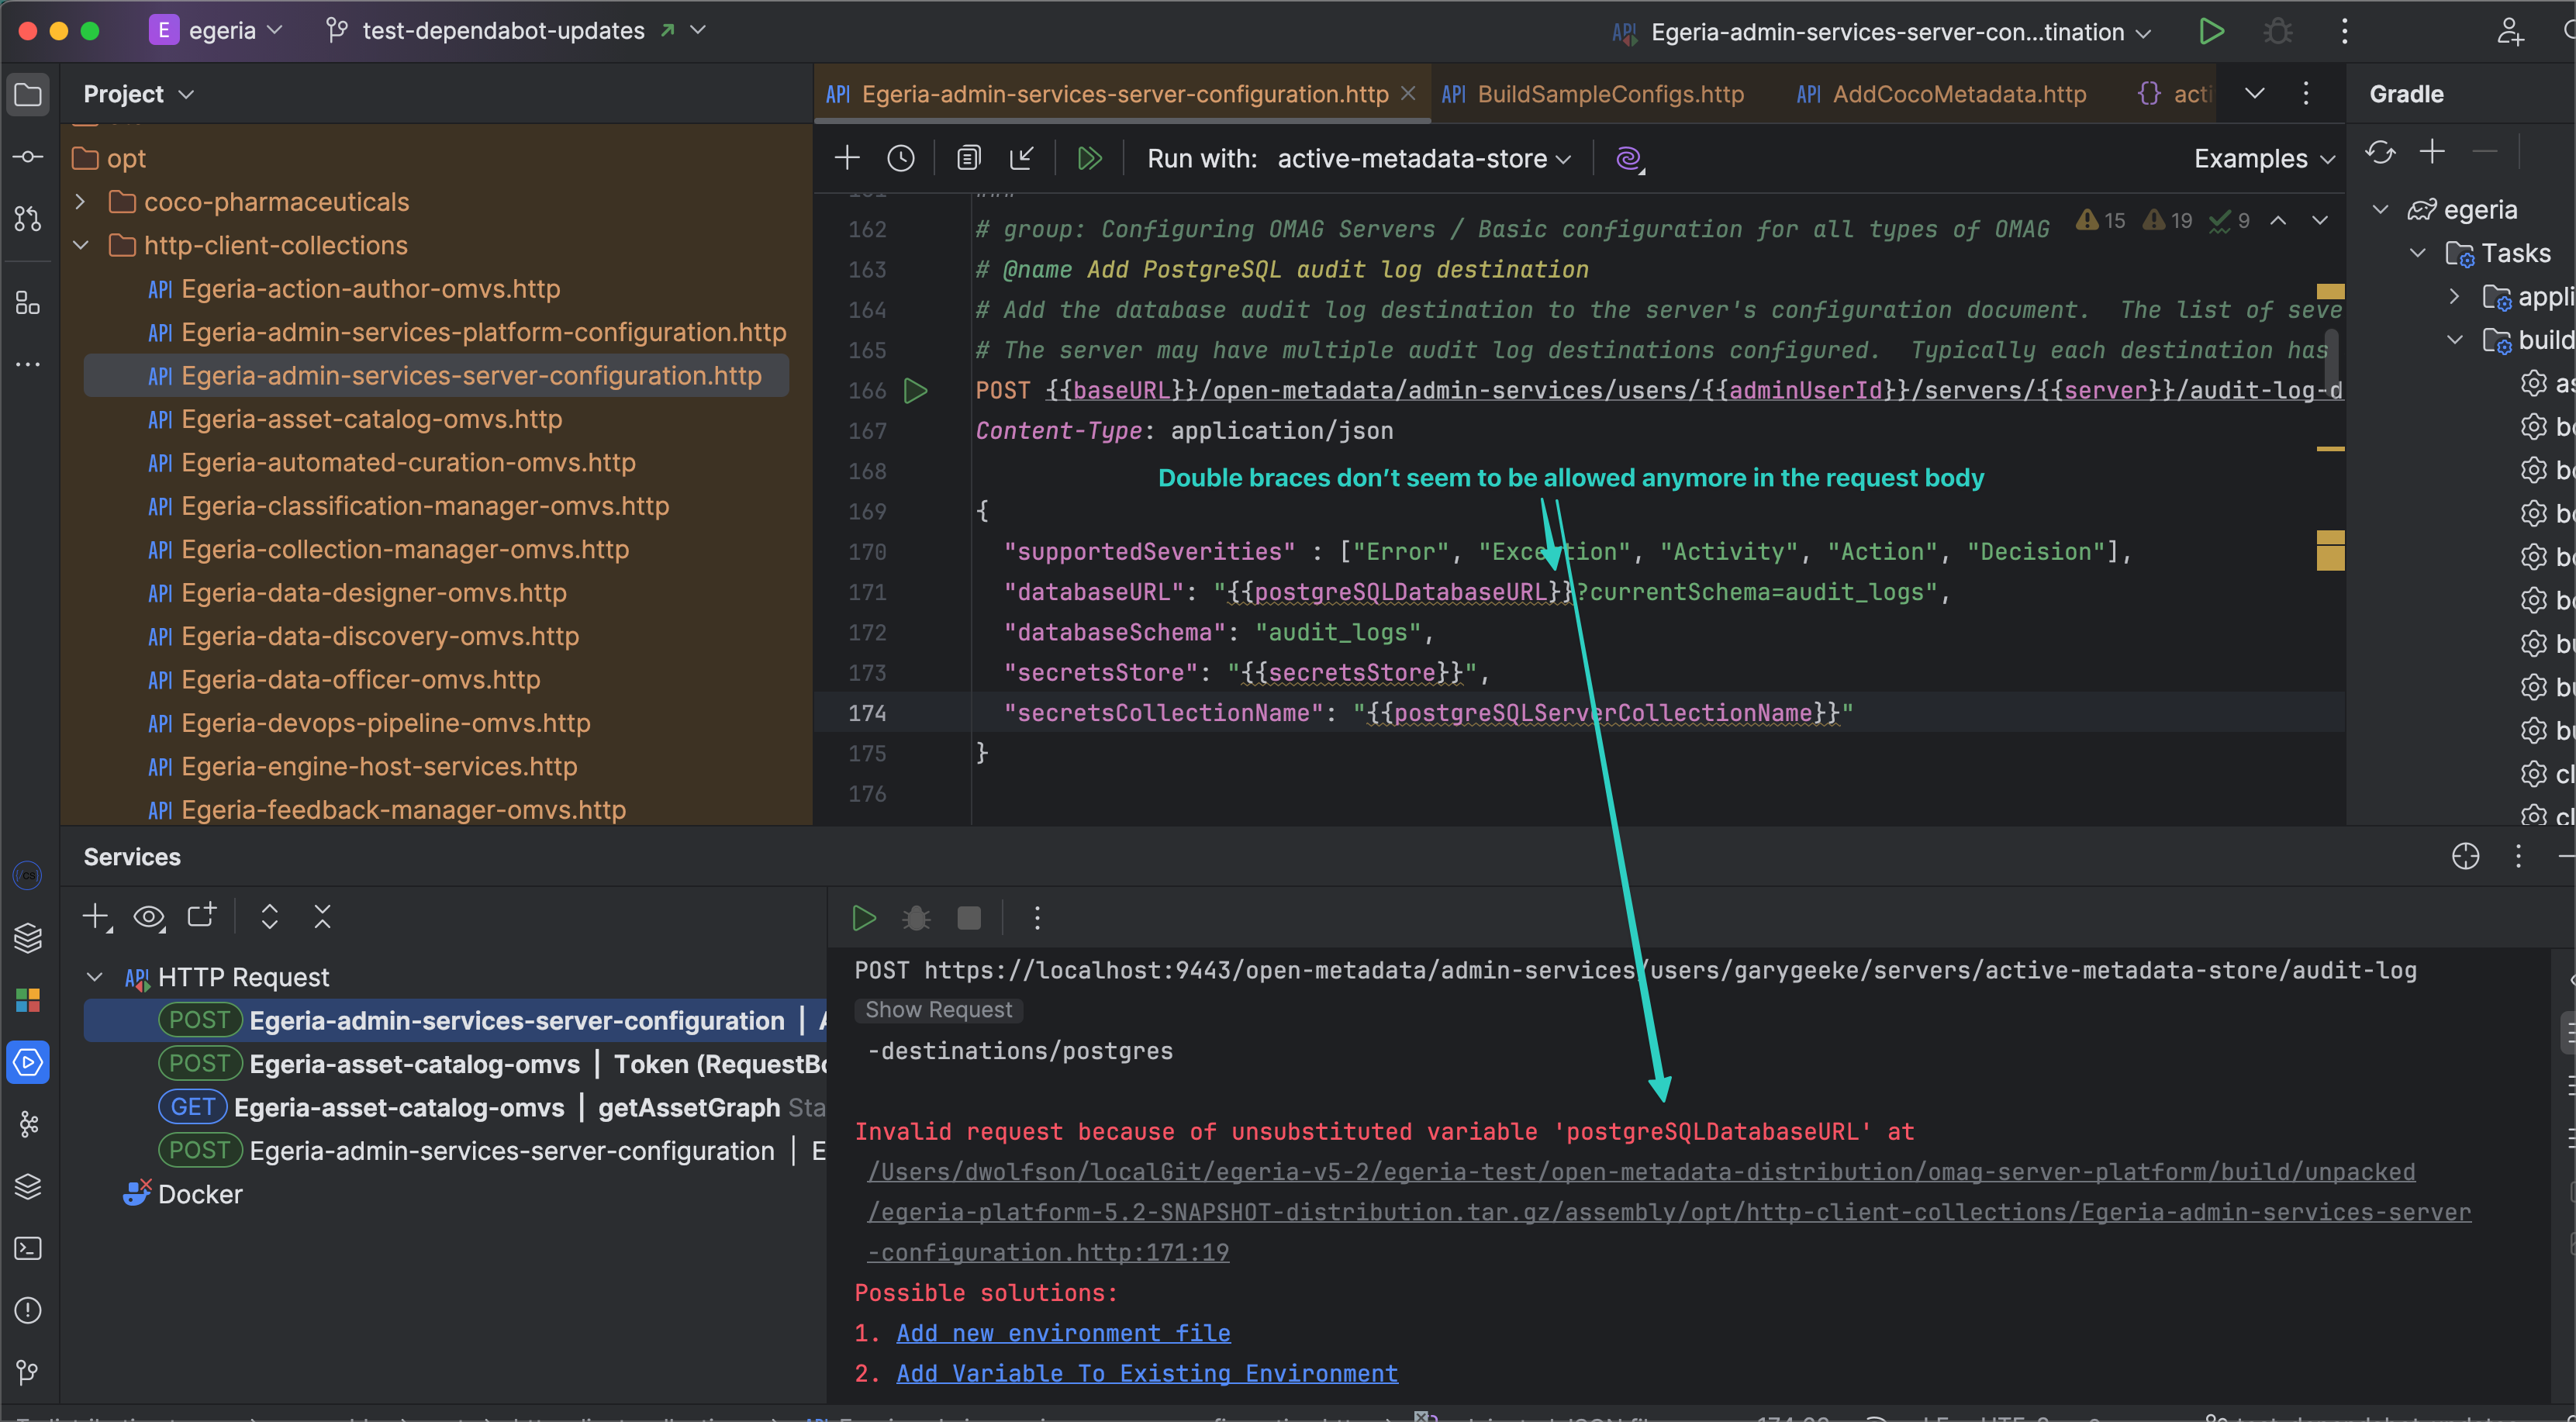 E egeria test-dependabot-updates
API Egeria-admin-services-server-con...tination
Project
API Egeria-admin-services-server-configuration.http API BuildSampleConfigs.http API AddCocoMetadata.http {} acti
Gradle
opt
Run with: active-metadata-store Examples
coco-pharmaceuticals
http-client-collections
API Egeria-action-author-omvs.http
API Egeria-admin-services-platform-configuration.http
API Egeria-admin-services-server-configuration.http
API Egeria-asset-catalog-omvs.http
API Egeria-automated-curation-omvs.http
API Egeria-classification-manager-omvs.http
API Egeria-collection-manager-omvs.http
API Egeria-data-designer-omvs.http
API Egeria-data-discovery-omvs.http
API Egeria-data-officer-omvs.http
API Egeria-devops-pipeline-omvs.http
API Egeria-engine-host-services.http
API Egeria-feedback-manager-omvs.http
15 19 9
162 # group: Configuring OMAG Servers / Basic configuration for all types of OMAG
163 # @name Add PostgreSQL audit log destination
164 # Add the database audit log destination to the server's configuration document.  The list of seve
165 # The server may have multiple audit log destinations configured.  Typically each destination has
166 POST {{baseURL}}/open-metadata/admin-services/users/{{adminUserId}}/servers/{{server}}/audit-log-d
167 Content-Type: application/json
168
Double braces don’t seem to be allowed anymore in the request body
169 {
170 "supportedSeverities" : ["Error", "Exception", "Activity", "Action", "Decision"],
171 "databaseURL": "{{postgreSQLDatabaseURL}}?currentSchema=audit_logs",
172 "databaseSchema": "audit_logs",
173 "secretsStore": "{{secretsStore}}",
174 "secretsCollectionName": "{{postgreSQLServerCollectionName}}"
175 }
176
egeria
Tasks
appli
build
as
bo
bo
bo
bo
bo
bu
bu
bu
cl
cl
Services
HTTP Request
POST Egeria-admin-services-server-configuration | A
POST Egeria-asset-catalog-omvs | Token (RequestBo
GET Egeria-asset-catalog-omvs | getAssetGraph Sta
POST Egeria-admin-services-server-configuration | E
Docker
POST https://localhost:9443/open-metadata/admin-services/users/garygeeke/servers/active-metadata-store/audit-log
Show Request
-destinations/postgres
Invalid request because of unsubstituted variable 'postgreSQLDatabaseURL' at
/Users/dwolfson/localGit/egeria-v5-2/egeria-test/open-metadata-distribution/omag-server-platform/build/unpacked
/egeria-platform-5.2-SNAPSHOT-distribution.tar.gz/assembly/opt/http-client-collections/Egeria-admin-services-server
-configuration.http:171:19
Possible solutions:
1. Add new environment file
2. Add Variable To Existing Environment